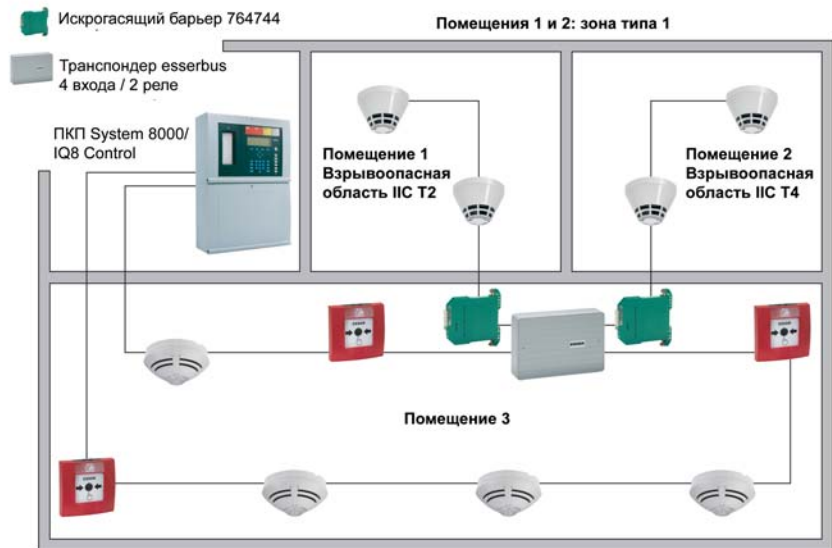 Искрогасящий барьер 764744
Помещения 1 и 2: зона типа 1
Транспондер esserbus
4 входа / 2 реле
ПКП System 8000/
IQ8 Control
Помещение 1
Взрывоопасная
область IIC T2
Помещение 2
Взрывоопасная
область IIC T4
Помещение 3